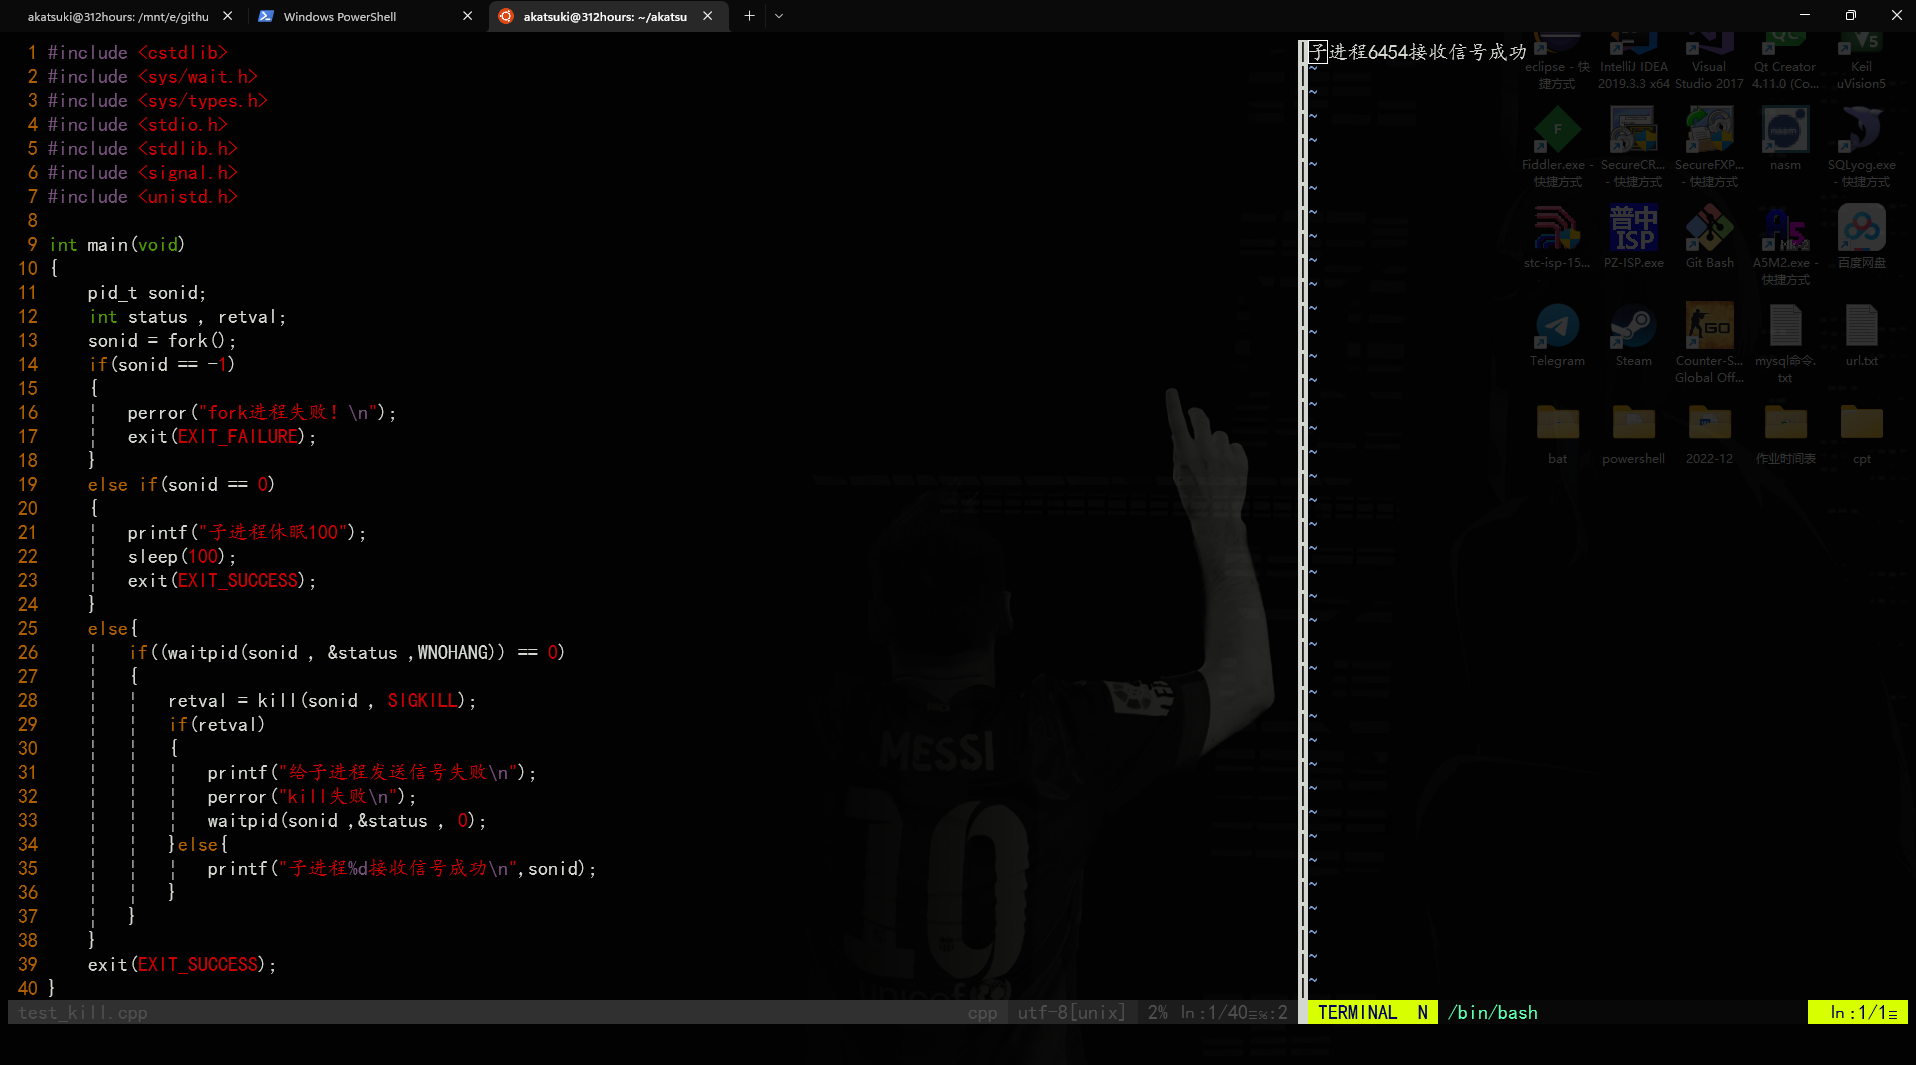 akatsuki@312hours: /mnt/e/githu
Windows PowerShell
akatsuki@312hours: ~/akatsu
1 #include <cstdlib>
2 #include <sys/wait.h>
3 #include <sys/types.h>
4 #include <stdio.h>
5 #include <stdlib.h>
6 #include <signal.h>
7 #include <unistd.h>
8
9 int main(void)
10 {
11 pid_t sonid;
12 int status , retval;
13 sonid = fork();
14 if(sonid == -1)
15 {
16 perror("fork进程失败! \n");
17 exit(EXIT_FAILURE);
18 }
19 else if(sonid == 0)
20 {
21 printf("子进程休眠100");
22 sleep(100);
23 exit(EXIT_SUCCESS);
24 }
25 else{
26 if((waitpid(sonid , &status ,WNOHANG)) == 0)
27 {
28 retval = kill(sonid , SIGKILL);
29 if(retval)
30 {
31 printf("给子进程发送信号失败\n");
32 perror("kill失败\n");
33 waitpid(sonid ,&status , 0);
34 }else{
35 printf("子进程%d接收信号成功\n",sonid);
36 }
37 }
38 }
39 exit(EXIT_SUCCESS);
40 }
test_kill.cpp cpp utf-8[unix] 2% ln:1/40☰℅:2
子进程6454接收信号成功
eclipse - 快捷方式
IntelliJ IDEA 2019.3.3 x64
Visual Studio 2017
Qt Creator 4.11.0 (Co...
Keil uVision5
Fiddler.exe - 快捷方式
SecureCR... - 快捷方式
SecureFXP... - 快捷方式
nasm
SQLyog.exe - 快捷方式
普中 ISP
stc-isp-15...
PZ-ISP.exe
Git Bash
A5M2.exe - 快捷方式
百度网盘
GO
Telegram
Steam
Counter-S... Global Off...
mysql命令.txt
url.txt
bat
powershell
2022-12
作业时间表
cpt
MESSI
10
TERMINAL N /bin/bash ln:1/1☰